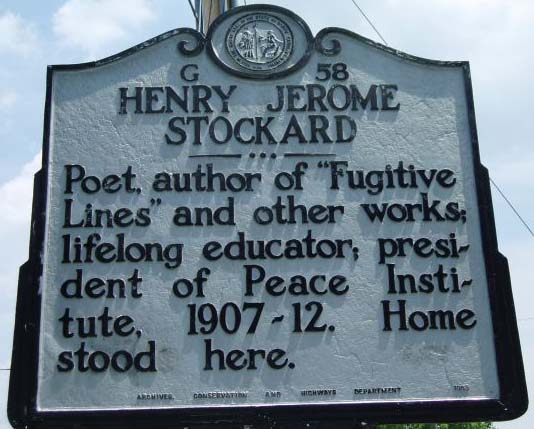 G 58
HENRY JEROME
STOCKARD
Poet, author of "Fugitive
Lines" and other works;
lifelong educator; presi-
dent of Peace Insti-
tute, 1907-12. Home
stood here.
ARCHIVES, CONSERVATION AND HIGHWAYS DEPARTMENT